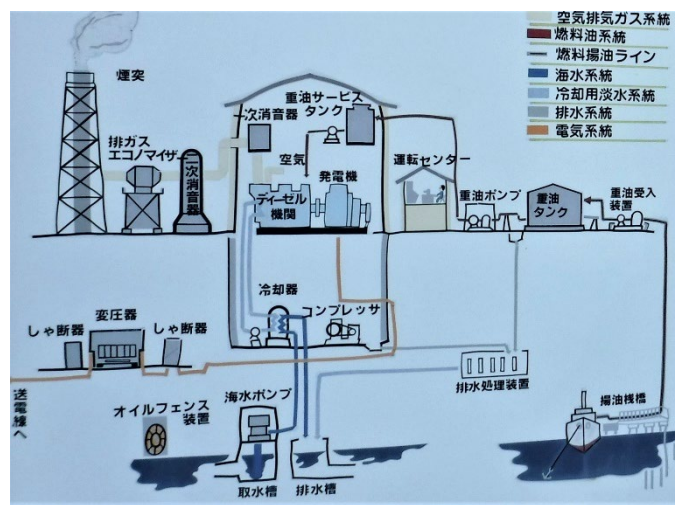 空気排気ガス系統
燃料油系統
燃料揚油ライン
海水系統
冷却用淡水系統
排水系統
電気系統
煙突
排ガス
エコノマイザ
二次消音器
一次消音器
重油サービス
タンク
空気
発電機
ディーゼル
機関
運転センター
重油ポンプ
重油
タンク
重油受入
装置
冷却器
コンプレッサ
変圧器
しゃ断器
しゃ断器
送電線へ
オイルフェンス
装置
海水ポンプ
排水処理装置
揚油桟橋
取水槽
排水槽